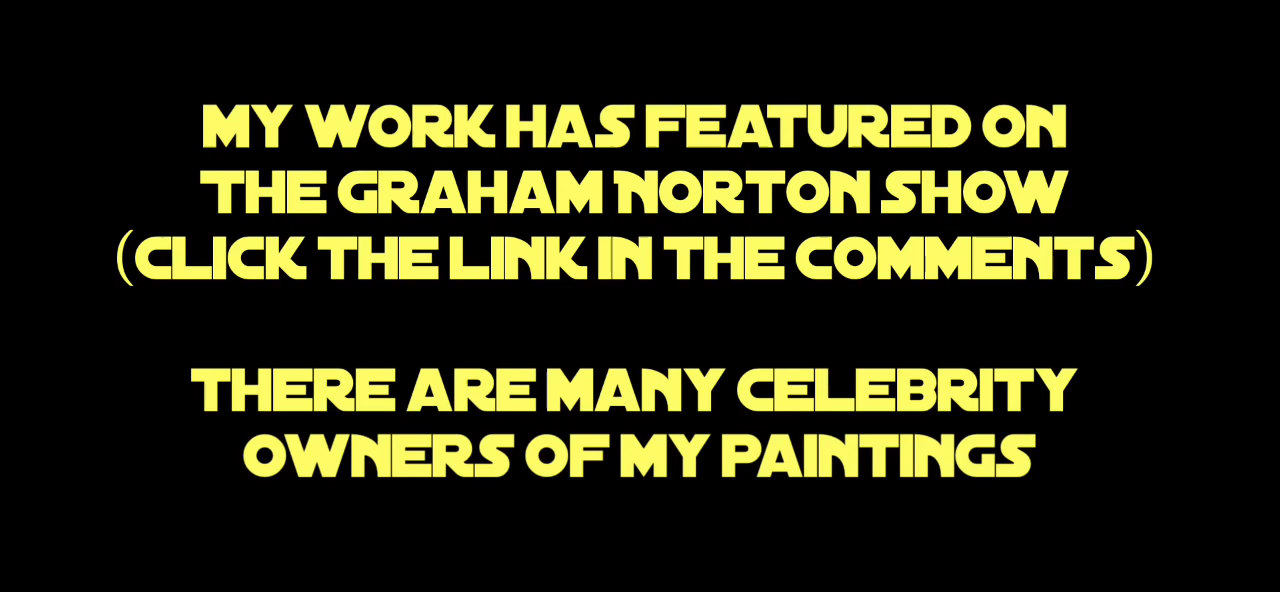 MY WORK HAS FEATURED ON
THE GRAHAM NORTON SHOW
(CLICK THE LINK IN THE COMMENTS)
THERE ARE MANY CELEBRITY
OWNERS OF MY PAINTINGS